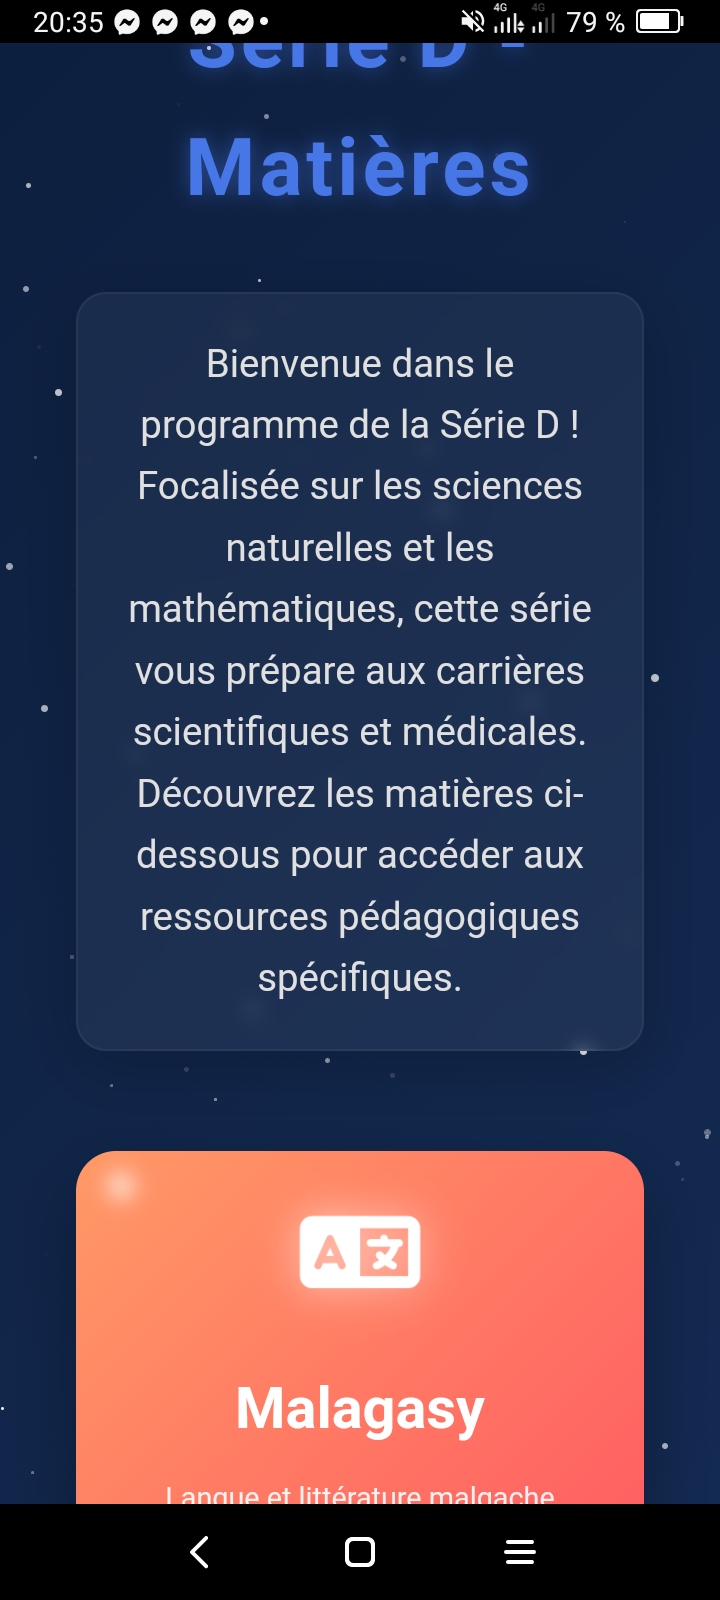 20:35
4G 4G 79 %
Série D -
Matières
Bienvenue dans le
programme de la Série D !
Focalisée sur les sciences
naturelles et les
mathématiques, cette série
vous prépare aux carrières
scientifiques et médicales.
Découvrez les matières ci-
dessous pour accéder aux
ressources pédagogiques
spécifiques.
A 文
Malagasy
Langue et littérature malgache